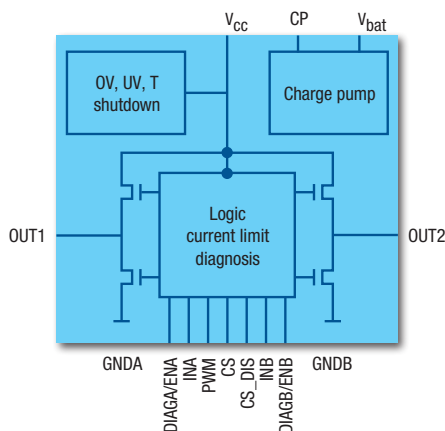 Vcc
CP
Vbat
OV, UV, T
shutdown
Charge pump
Logic
current limit
diagnosis
OUT1
OUT2
GNDA
GNDB
DIAGA/ENA
INA
PWM
CS
CS_DIS
INB
DIAGB/ENB